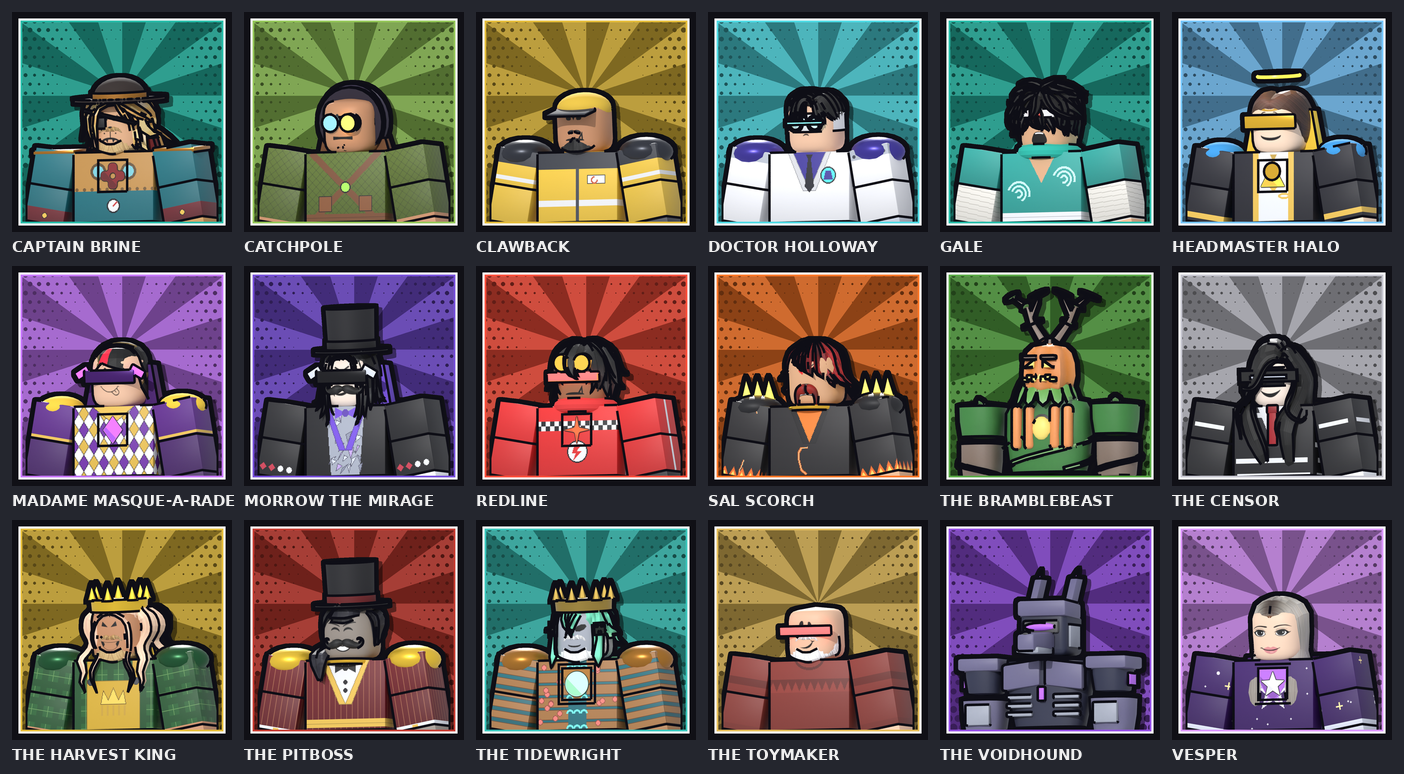 CAPTAIN BRINE
CATCHPOLE
CLAWBACK
DOCTOR HOLLOWAY
GALE
HEADMASTER HALO
MADAME MASQUE-A-RADE
MORROW THE MIRAGE
REDLINE
SAL SCORCH
THE BRAMBLEBEAST
THE CENSOR
THE HARVEST KING
THE PITBOSS
THE TIDEWRIGHT
THE TOYMAKER
THE VOIDHOUND
VESPER